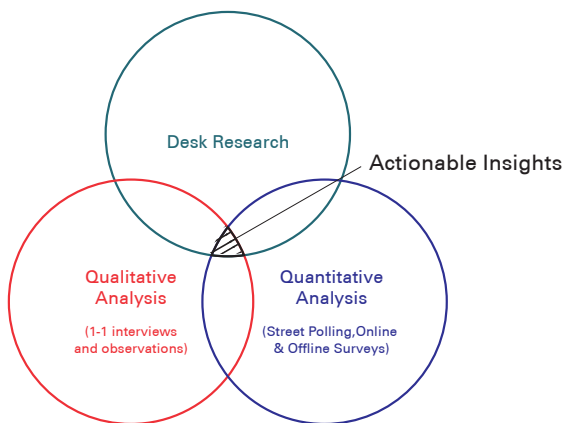 Desk Research
Actionable Insights
Qualitative
Analysis
(1-1 interviews
and observations)
Quantitative
Analysis
(Street Polling,Online
& Offline Surveys)